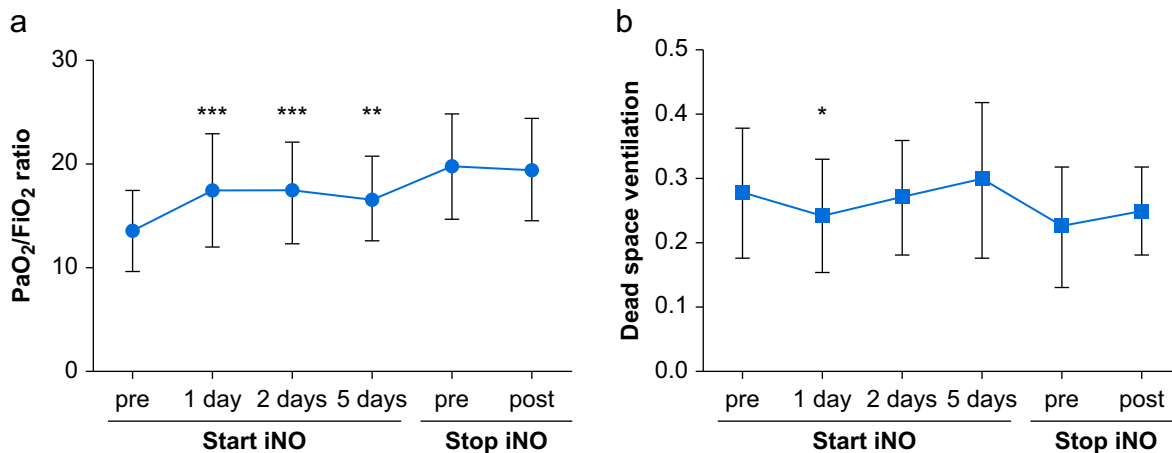 a
PaO₂/FiO₂ ratio
30
20
10
0
*** *** **
pre 1 day 2 days 5 days pre post
Start iNO Stop iNO
b
Dead space ventilation
0.5
0.4
0.3
0.2
0.1
0.0
*
pre 1 day 2 days 5 days pre post
Start iNO Stop iNO